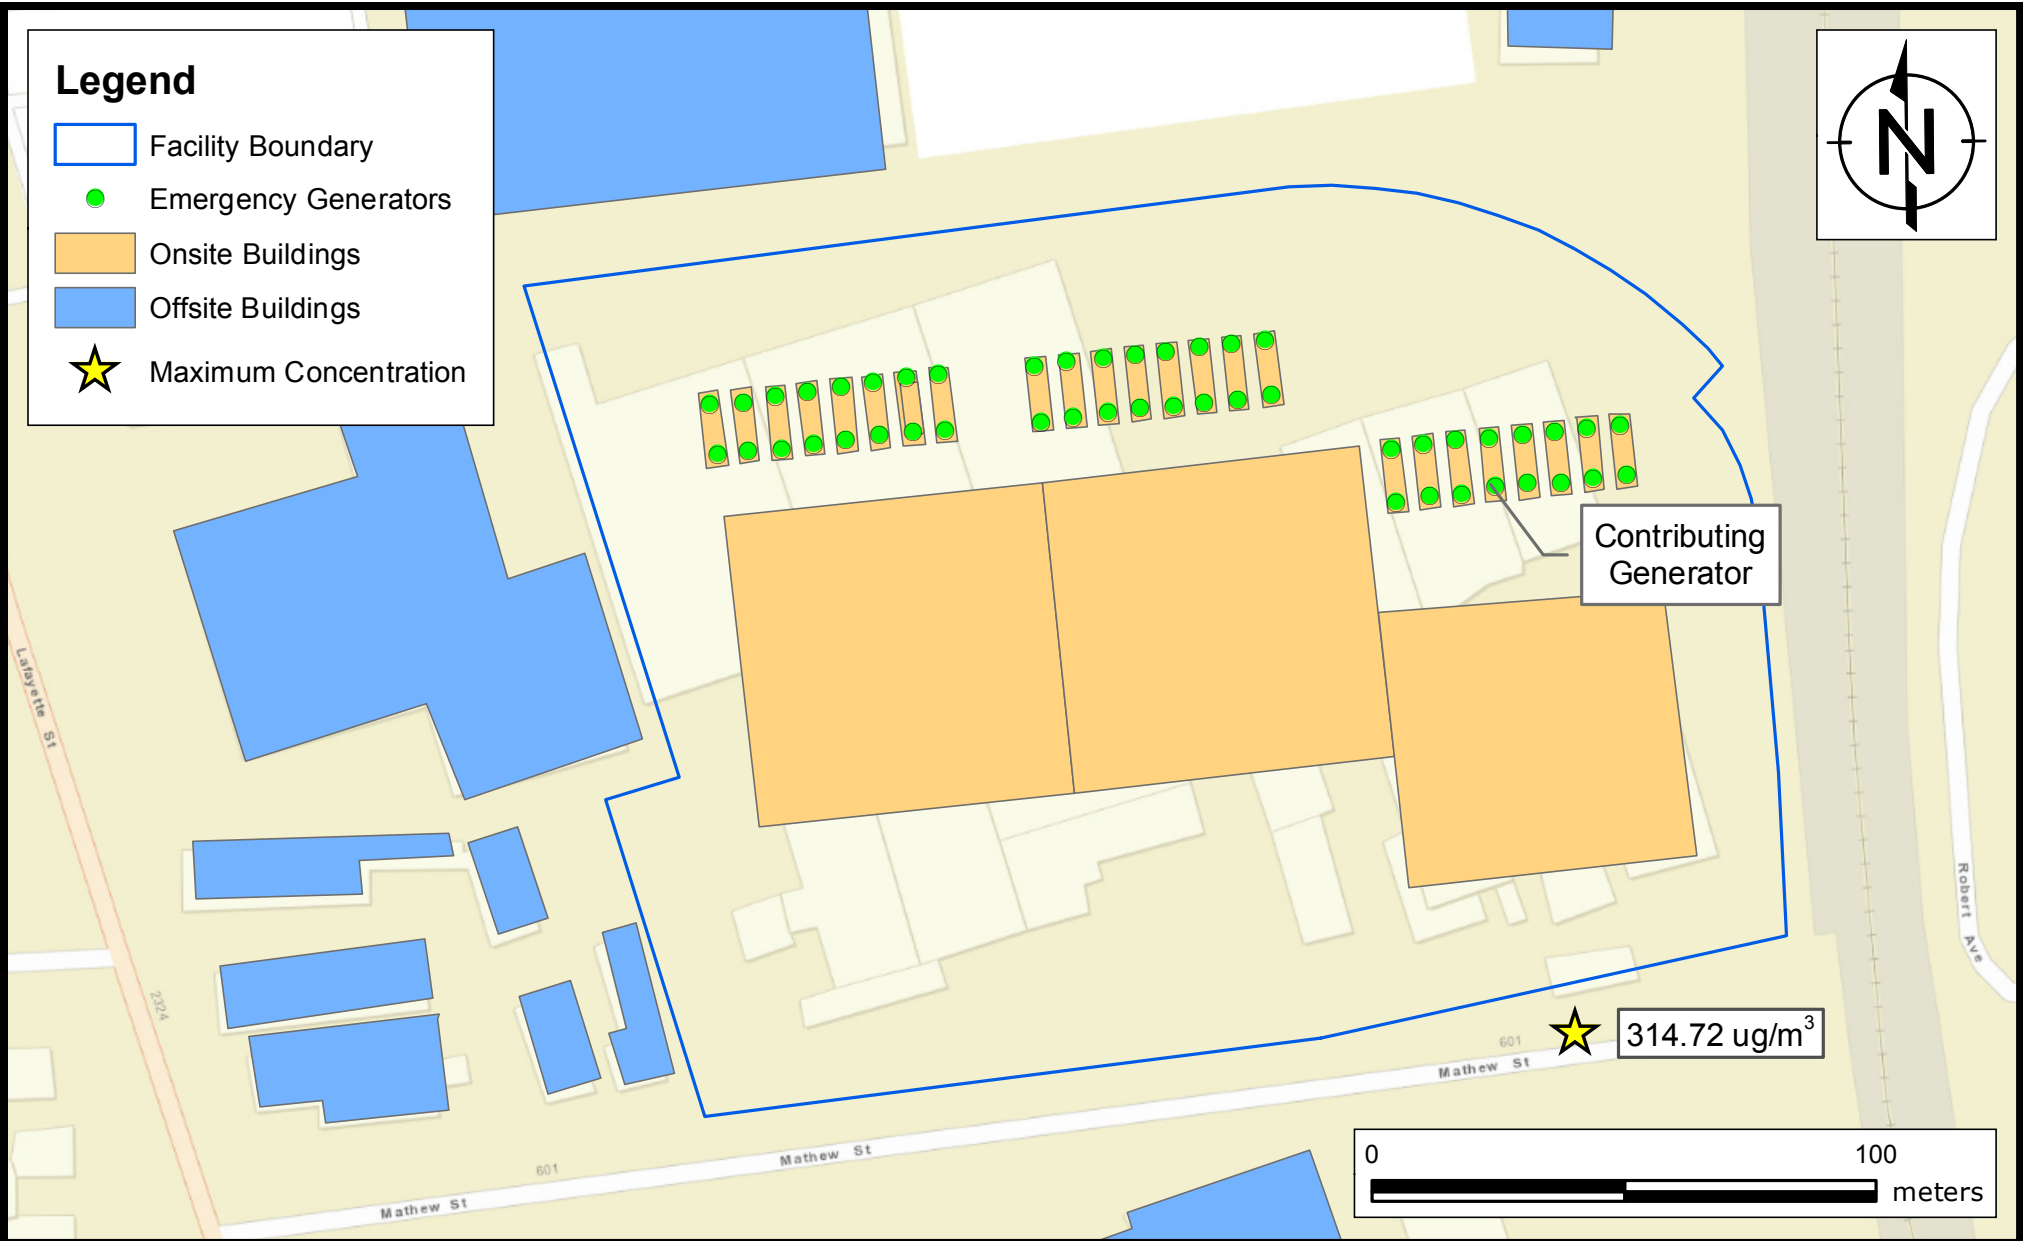 Legend
Facility Boundary
Emergency Generators
Onsite Buildings
Offsite Buildings
Maximum Concentration
N
Contributing
Generator
Lafayette St
2324
Robert Ave
314.72 ug/m³
601
Mathew St
Mathew St
601
Mathew St
0 100
meters